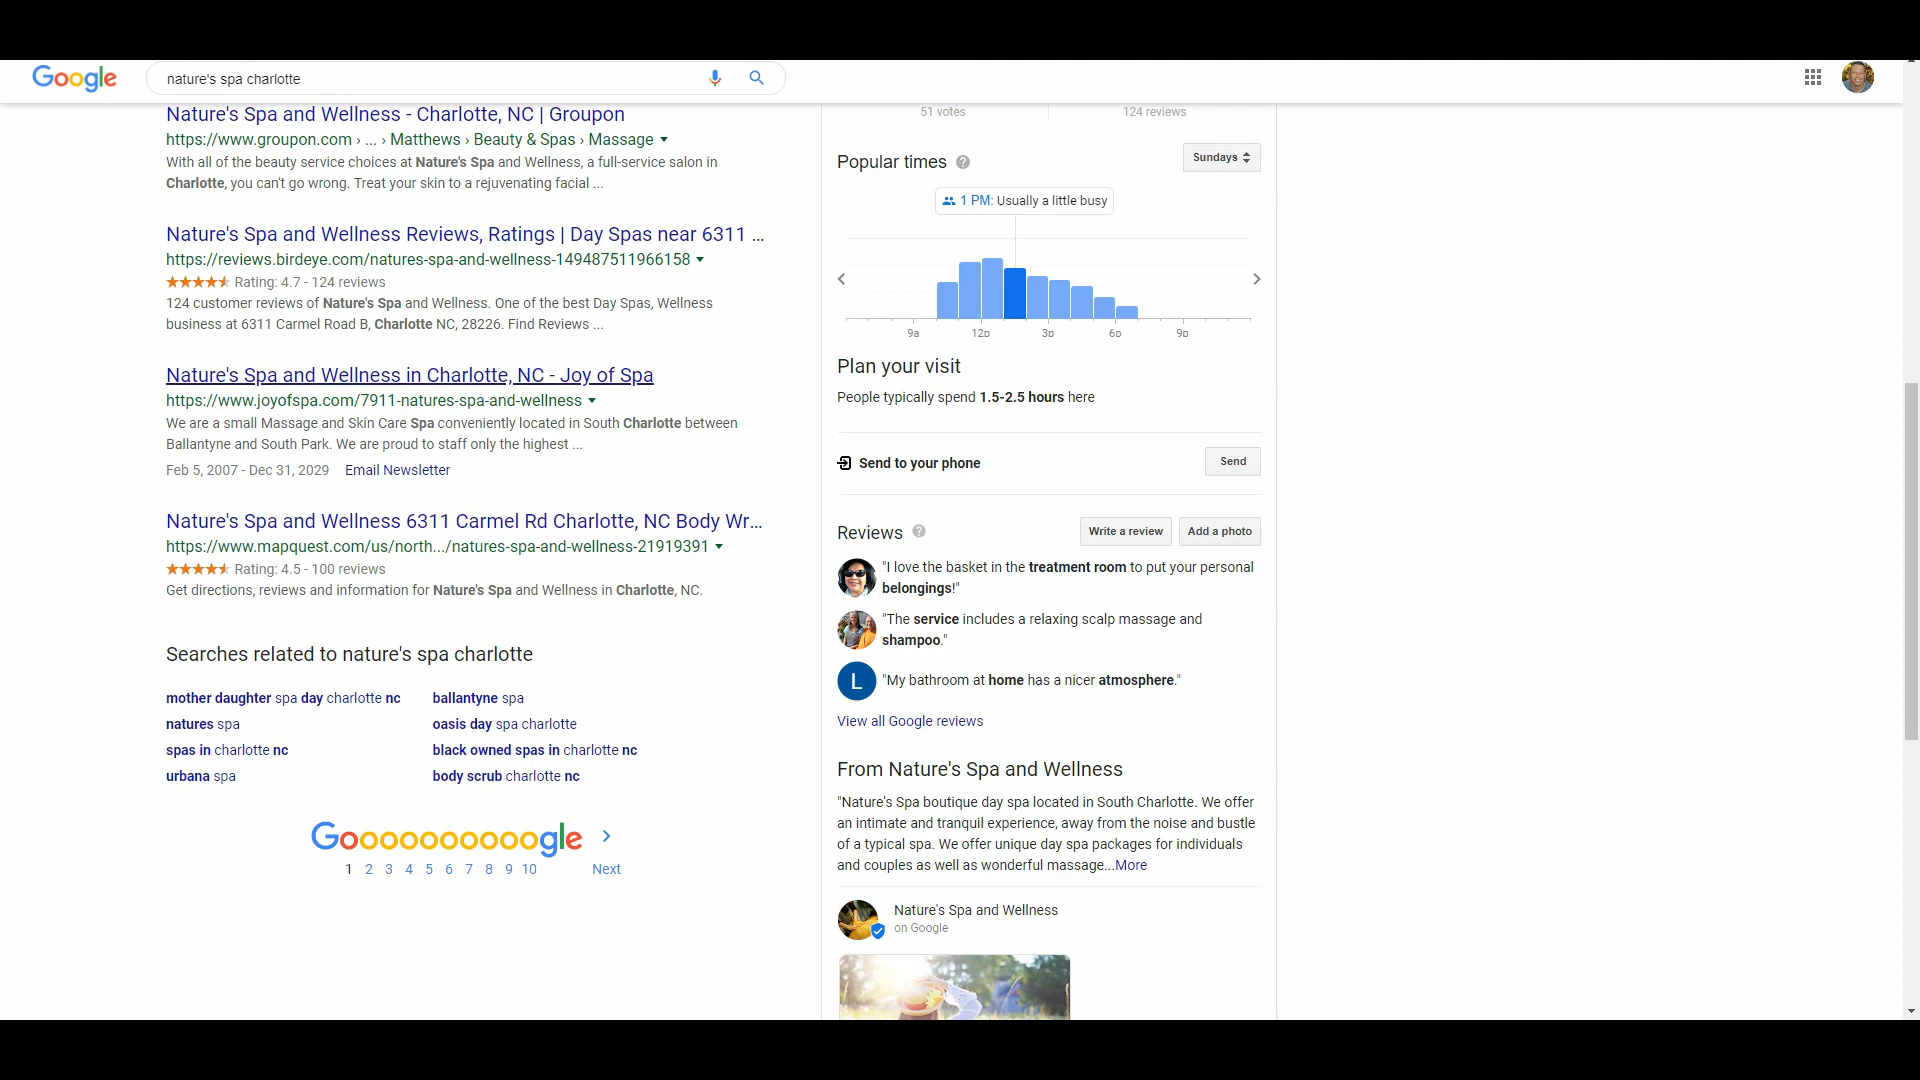 Google
nature's spa charlotte
Nature's Spa and Wellness - Charlotte, NC | Groupon
https://www.groupon.com › ... › Matthews › Beauty & Spas › Massage
With all of the beauty service choices at Nature's Spa and Wellness, a full-service salon in
Charlotte, you can't go wrong. Treat your skin to a rejuvenating facial ...
Nature's Spa and Wellness Reviews, Ratings | Day Spas near 6311 ...
https://reviews.birdeye.com/natures-spa-and-wellness-149487511966158
Rating: 4.7 - 124 reviews
124 customer reviews of Nature's Spa and Wellness. One of the best Day Spas, Wellness
business at 6311 Carmel Road B, Charlotte NC, 28226. Find Reviews ...
Nature's Spa and Wellness in Charlotte, NC - Joy of Spa
https://www.joyofspa.com/7911-natures-spa-and-wellness
We are a small Massage and Skin Care Spa conveniently located in South Charlotte between
Ballantyne and South Park. We are proud to staff only the highest ...
Feb 5, 2007 - Dec 31, 2029 Email Newsletter
Nature's Spa and Wellness 6311 Carmel Rd Charlotte, NC Body Wr...
https://www.mapquest.com/us/north.../natures-spa-and-wellness-21919391
Rating: 4.5 - 100 reviews
Get directions, reviews and information for Nature's Spa and Wellness in Charlotte, NC.
Searches related to nature's spa charlotte
mother daughter spa day charlotte nc
ballantyne spa
natures spa
oasis day spa charlotte
spas in charlotte nc
black owned spas in charlotte nc
urbana spa
body scrub charlotte nc
Goooooooooogle
1 2 3 4 5 6 7 8 9 10 Next
51 votes
124 reviews
Popular times
Sundays
1 PM: Usually a little busy
9a 12p 3p 6p 9p
Plan your visit
People typically spend 1.5-2.5 hours here
Send to your phone
Send
Reviews
Write a review
Add a photo
"I love the basket in the treatment room to put your personal
belongings!"
"The service includes a relaxing scalp massage and
shampoo."
L
"My bathroom at home has a nicer atmosphere."
View all Google reviews
From Nature's Spa and Wellness
"Nature's Spa boutique day spa located in South Charlotte. We offer
an intimate and tranquil experience, away from the noise and bustle
of a typical spa. We offer unique day spa packages for individuals
and couples as well as wonderful massage...More
Nature's Spa and Wellness
on Google